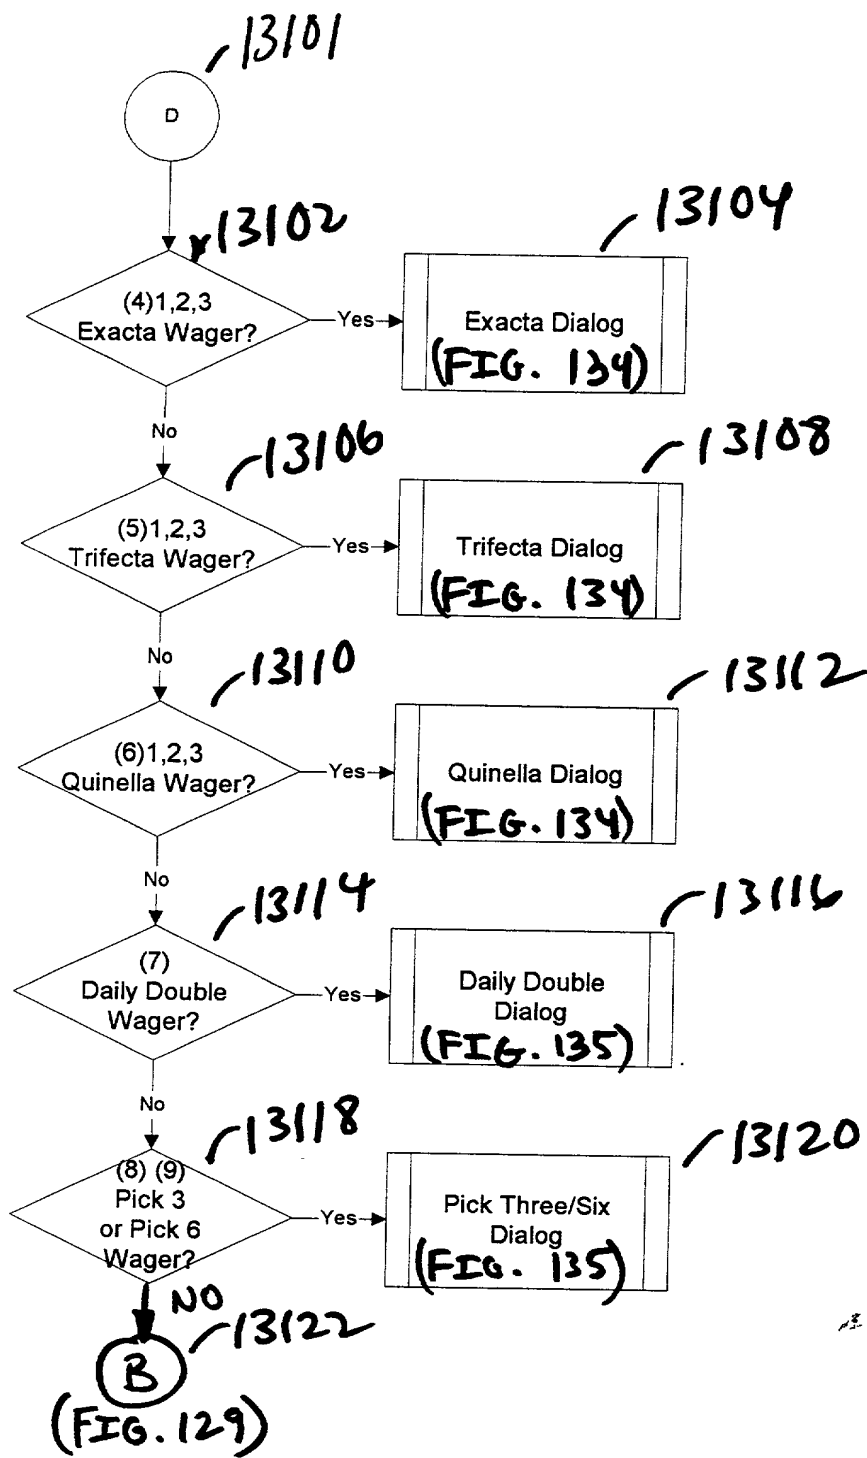 13101
D
13102
13104
(4)1,2,3
Exacta Wager?
Yes
Exacta Dialog
(FIG. 134)
No
13106
13108
(5)1,2,3
Trifecta Wager?
Yes
Trifecta Dialog
(FIG. 134)
No
13110
13112
(6)1,2,3
Quinella Wager?
Yes
Quinella Dialog
(FIG. 134)
No
13114
13116
(7)
Daily Double
Wager?
Yes
Daily Double
Dialog
(FIG. 135)
No
13118
13120
(8) (9)
Pick 3
or Pick 6
Wager?
Yes
Pick Three/Six
Dialog
(FIG. 135)
NO
13122
B
(FIG. 129)